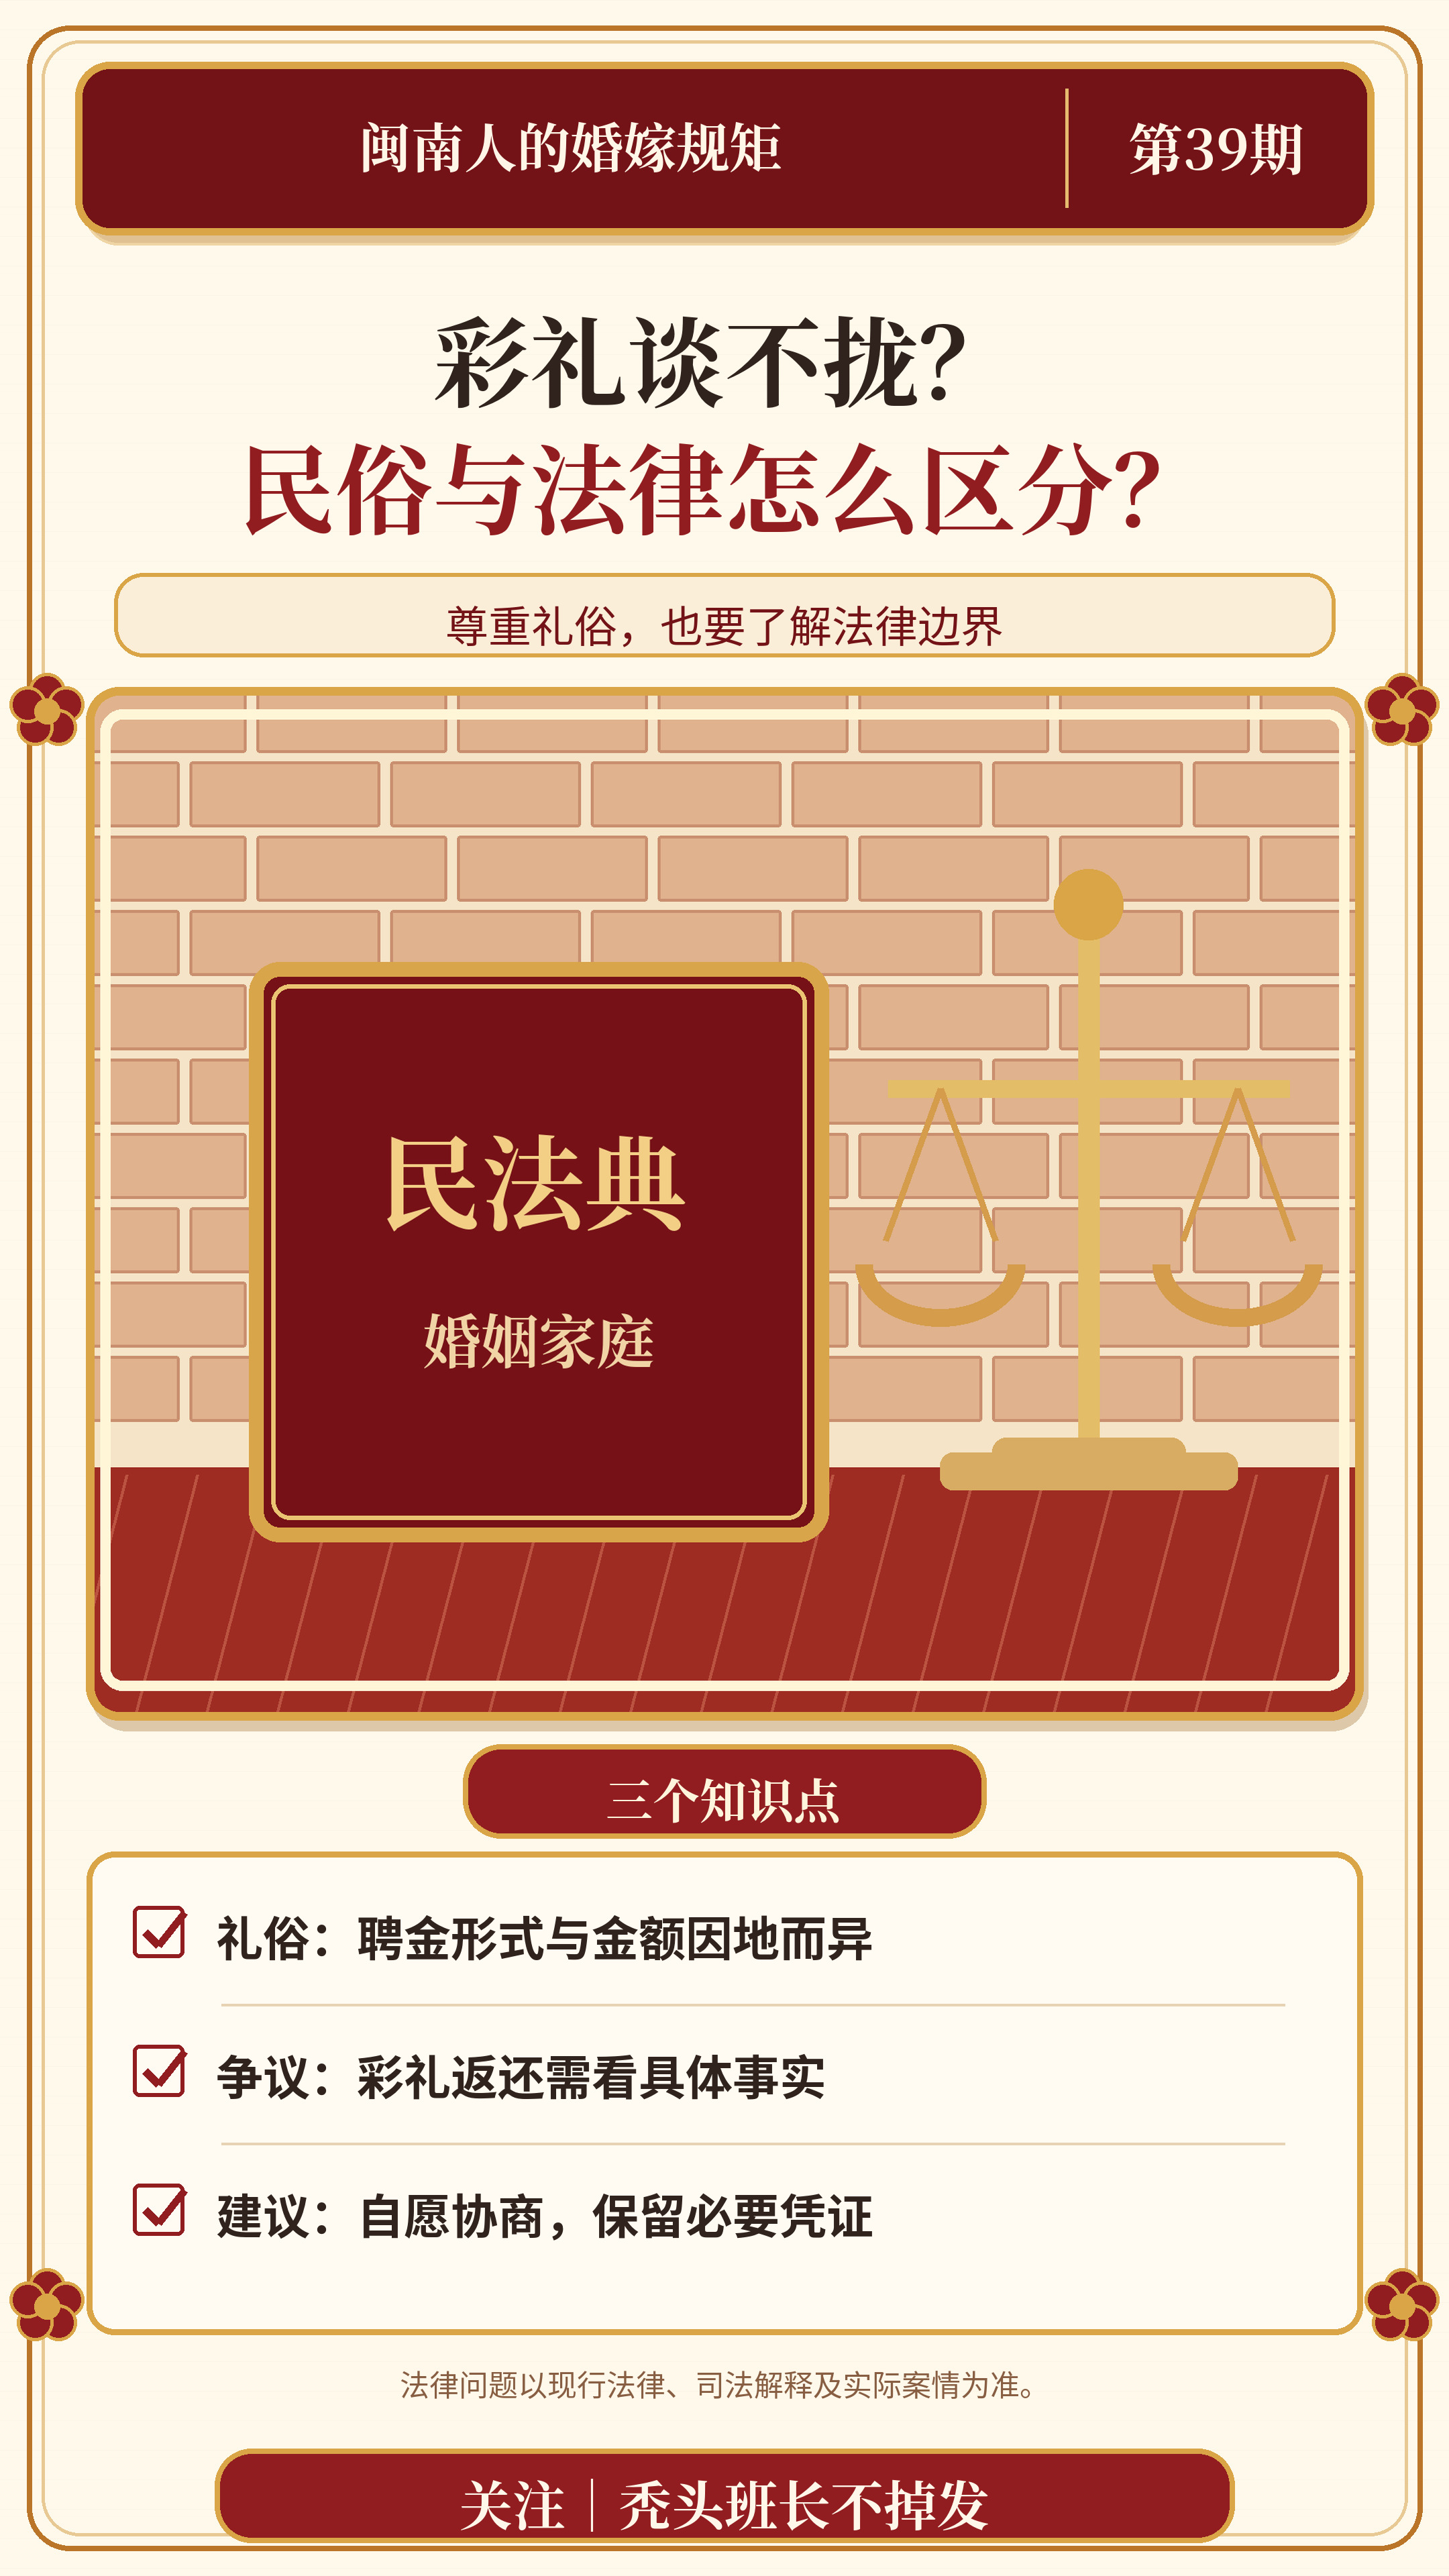 闽南人的婚嫁规矩
第39期
彩礼谈不拢？
民俗与法律怎么区分？
尊重礼俗，也要了解法律边界
民法典
婚姻家庭
三个知识点
礼俗：聘金形式与金额因地而异
争议：彩礼返还需看具体事实
建议：自愿协商，保留必要凭证
法律问题以现行法律、司法解释及实际案情为准。
关注｜秃头班长不掉发